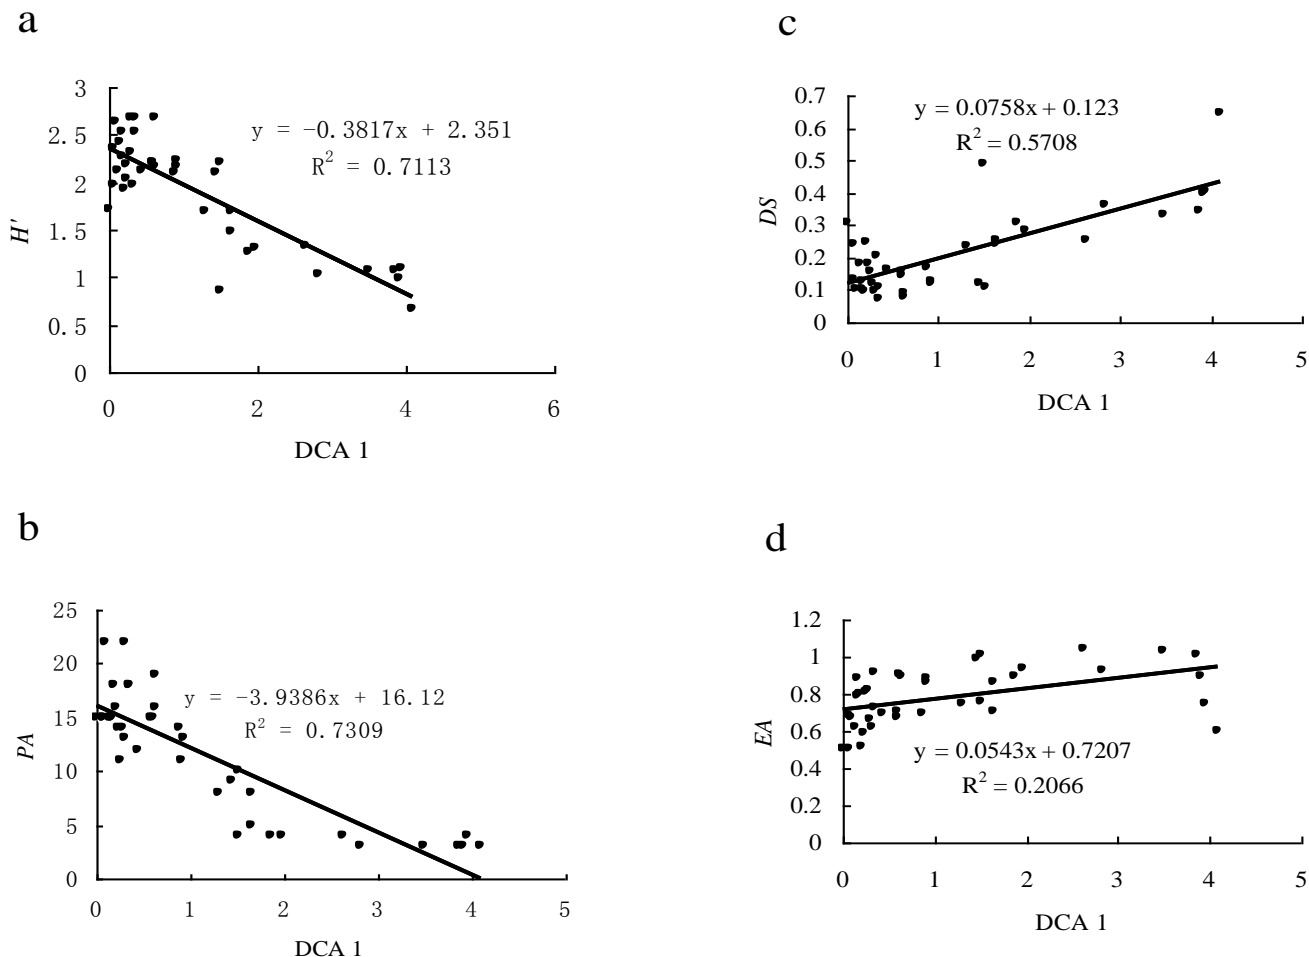 a
3
2.5
2
1.5
1
0.5
0
H'
y = -0.3817x + 2.351
R² = 0.7113
0 2 4 6
DCA 1
c
0.7
0.6
0.5
0.4
0.3
0.2
0.1
0
DS
y = 0.0758x + 0.123
R² = 0.5708
0 1 2 3 4 5
DCA 1
b
25
20
15
10
5
0
PA
y = -3.9386x + 16.12
R² = 0.7309
0 1 2 3 4 5
DCA 1
d
1.2
1
0.8
0.6
0.4
0.2
0
EA
y = 0.0543x + 0.7207
R² = 0.2066
0 1 2 3 4 5
DCA 1